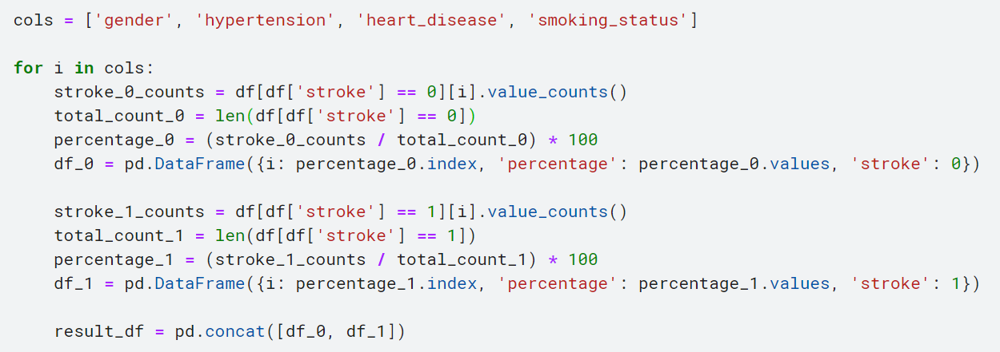 cols = ['gender', 'hypertension', 'heart_disease', 'smoking_status']

for i in cols:
    stroke_0_counts = df[df['stroke'] == 0][i].value_counts()
    total_count_0 = len(df[df['stroke'] == 0])
    percentage_0 = (stroke_0_counts / total_count_0) * 100
    df_0 = pd.DataFrame({i: percentage_0.index, 'percentage': percentage_0.values, 'stroke': 0})

    stroke_1_counts = df[df['stroke'] == 1][i].value_counts()
    total_count_1 = len(df[df['stroke'] == 1])
    percentage_1 = (stroke_1_counts / total_count_1) * 100
    df_1 = pd.DataFrame({i: percentage_1.index, 'percentage': percentage_1.values, 'stroke': 1})

    result_df = pd.concat([df_0, df_1])